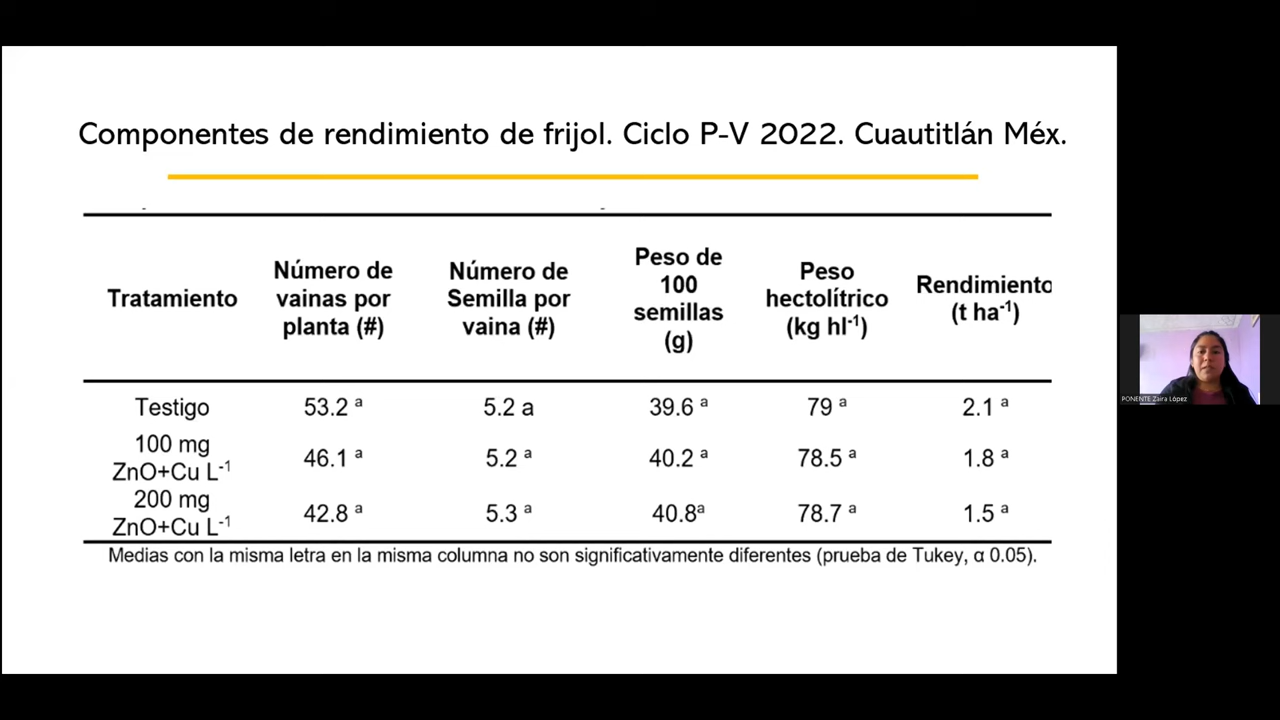 Componentes de rendimiento de frijol. Ciclo P-V 2022. Cuautitlán Méx.
Tratamiento
Número de
vainas por
planta (#)
Número de
Semilla por
vaina (#)
Peso de
100
semillas
(g)
Peso
hectolítrico
(kg hl⁻¹)
Rendimiento
(t ha⁻¹)
Testigo 53.2 ᵃ 5.2 a 39.6 ᵃ 79 ᵃ 2.1 ᵃ
100 mg
ZnO+Cu L⁻¹ 46.1 ᵃ 5.2 ᵃ 40.2 ᵃ 78.5 ᵃ 1.8 ᵃ
200 mg
ZnO+Cu L⁻¹ 42.8 ᵃ 5.3 ᵃ 40.8ᵃ 78.7 ᵃ 1.5 ᵃ
Medias con la misma letra en la misma columna no son significativamente diferentes (prueba de Tukey, α 0.05).
PONENTE Zaira López